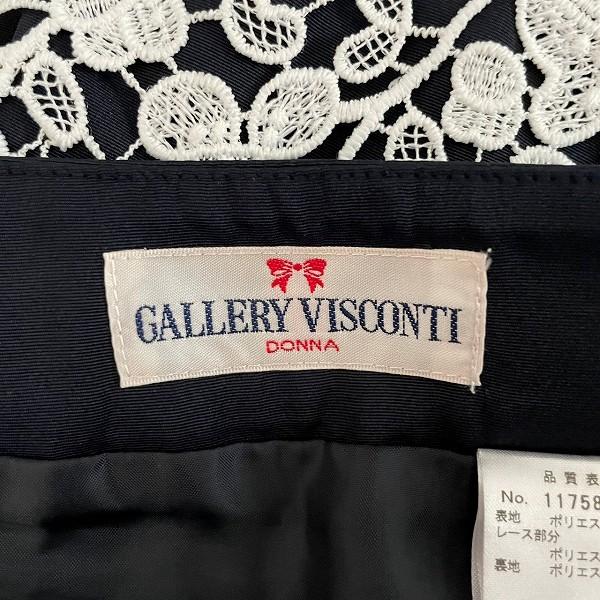 GALLERY VISCONTI
DONNA
品 質 表
No. 11758
表地 ポリエス
レース部分
ポリエス
裏地 ポリエス